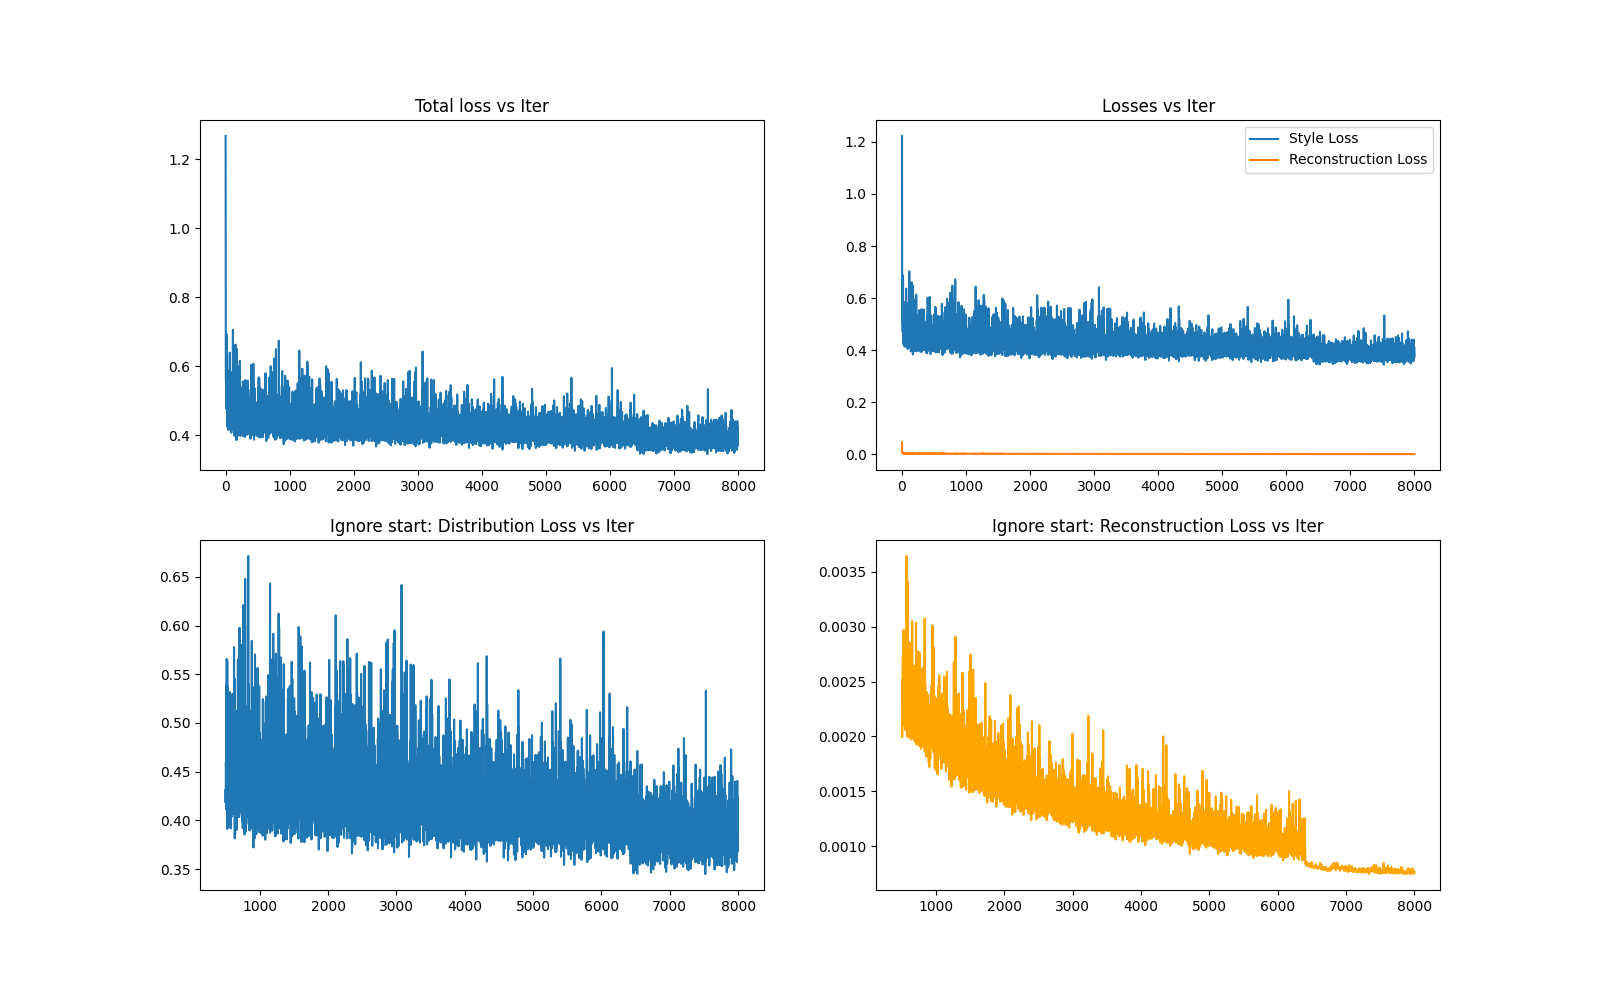 Total loss vs Iter
1.2
1.0
0.8
0.6
0.4
0 1000 2000 3000 4000 5000 6000 7000 8000
Losses vs Iter
Style Loss
Reconstruction Loss
1.2
1.0
0.8
0.6
0.4
0.2
0.0
0 1000 2000 3000 4000 5000 6000 7000 8000
Ignore start: Distribution Loss vs Iter
0.65
0.60
0.55
0.50
0.45
0.40
0.35
1000 2000 3000 4000 5000 6000 7000 8000
Ignore start: Reconstruction Loss vs Iter
0.0035
0.0030
0.0025
0.0020
0.0015
0.0010
1000 2000 3000 4000 5000 6000 7000 8000